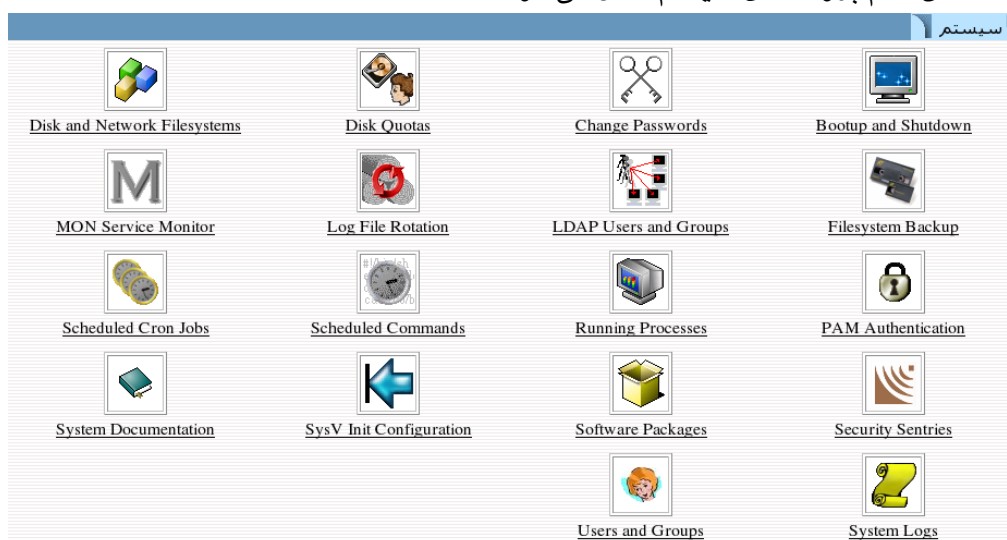 سیستم
Disk and Network Filesystems
Disk Quotas
Change Passwords
Bootup and Shutdown
MON Service Monitor
Log File Rotation
LDAP Users and Groups
Filesystem Backup
Scheduled Cron Jobs
Scheduled Commands
Running Processes
PAM Authentication
System Documentation
SysV Init Configuration
Software Packages
Security Sentries
Users and Groups
System Logs